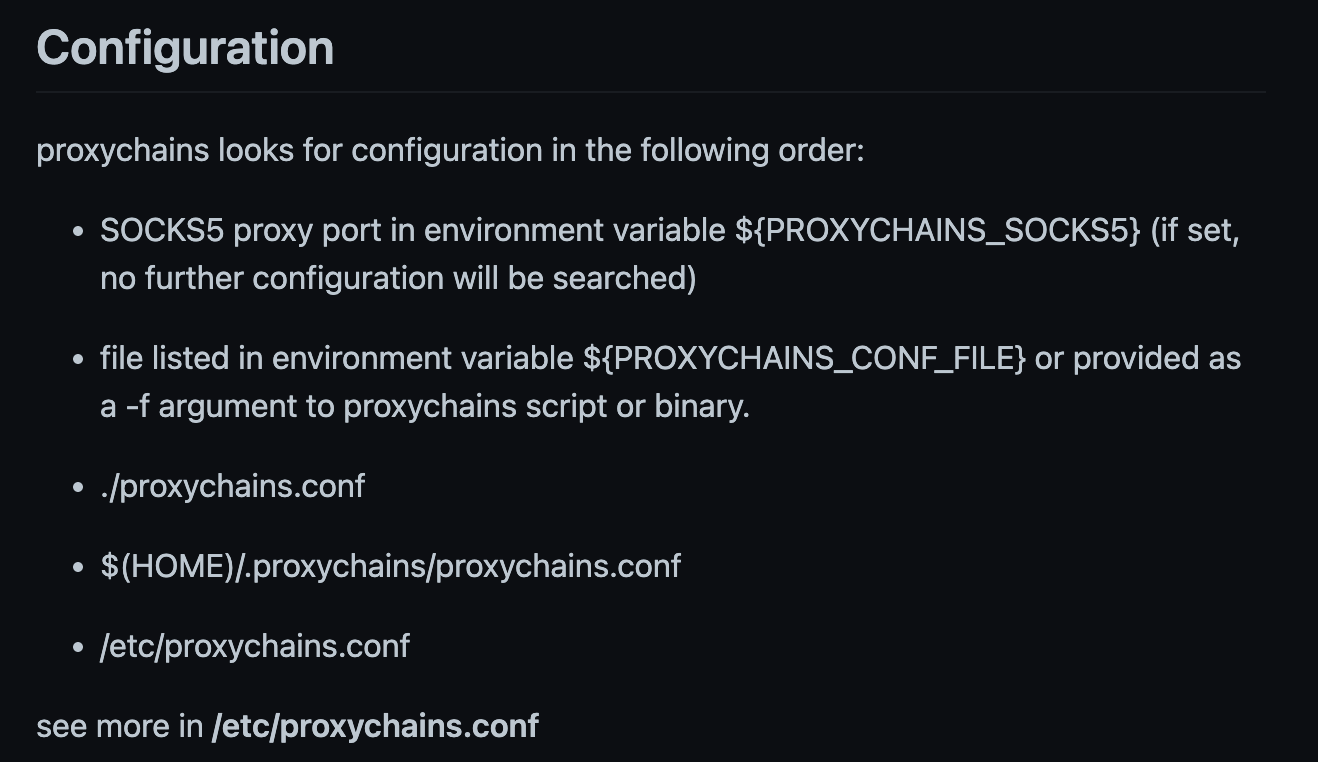 Configuration
proxychains looks for configuration in the following order:
• SOCKS5 proxy port in environment variable ${PROXYCHAINS_SOCKS5} (if set,
no further configuration will be searched)
• file listed in environment variable ${PROXYCHAINS_CONF_FILE} or provided as
a -f argument to proxychains script or binary.
• ./proxychains.conf
• $(HOME)/.proxychains/proxychains.conf
• /etc/proxychains.conf
see more in /etc/proxychains.conf